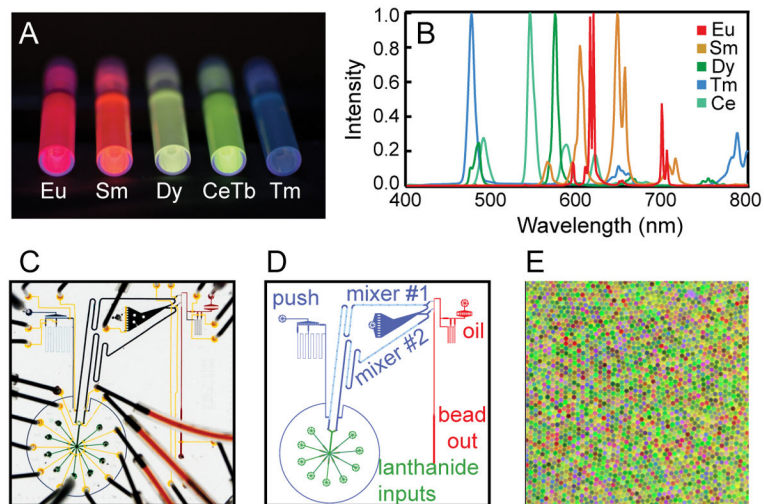 A
Eu Sm Dy CeTb Tm
B
Intensity
1.0
0.8
0.6
0.4
0.2
0.0
400 500 600 700 800
Wavelength (nm)
Eu
Sm
Dy
Tm
Ce
C
D
push
mixer #1
mixer #2
oil
bead
out
lanthanide
inputs
E